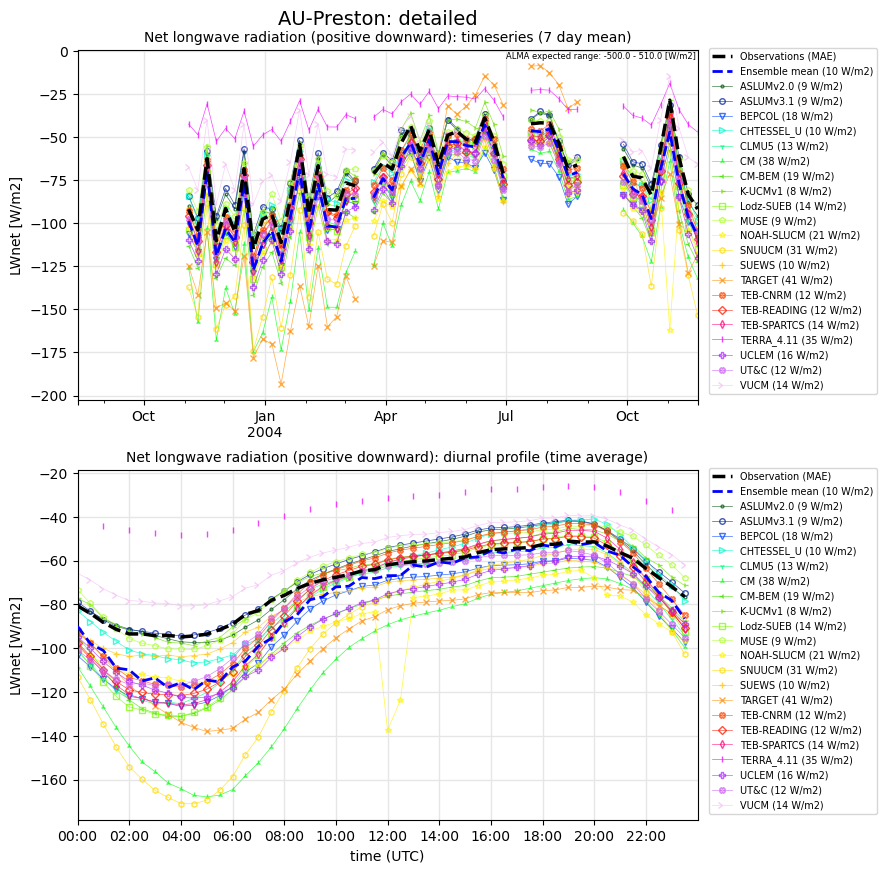 AU-Preston: detailed
Net longwave radiation (positive downward): timeseries (7 day mean)
ALMA expected range: -500.0 - 510.0 [W/m2]
LWnet [W/m2]
0
−25
−50
−75
−100
−125
−150
−175
−200
Oct
Jan
2004
Apr
Jul
Oct
Observations (MAE)
Ensemble mean (10 W/m2)
ASLUMv2.0 (9 W/m2)
ASLUMv3.1 (9 W/m2)
BEPCOL (18 W/m2)
CHTESSEL_U (10 W/m2)
CLMU5 (13 W/m2)
CM (38 W/m2)
CM-BEM (19 W/m2)
K-UCMv1 (8 W/m2)
Lodz-SUEB (14 W/m2)
MUSE (9 W/m2)
NOAH-SLUCM (21 W/m2)
SNUUCM (31 W/m2)
SUEWS (10 W/m2)
TARGET (41 W/m2)
TEB-CNRM (12 W/m2)
TEB-READING (12 W/m2)
TEB-SPARTCS (14 W/m2)
TERRA_4.11 (35 W/m2)
UCLEM (16 W/m2)
UT&C (12 W/m2)
VUCM (14 W/m2)
Net longwave radiation (positive downward): diurnal profile (time average)
LWnet [W/m2]
−20
−40
−60
−80
−100
−120
−140
−160
00:00
02:00
04:00
06:00
08:00
10:00
12:00
14:00
16:00
18:00
20:00
22:00
time (UTC)
Observation (MAE)
Ensemble mean (10 W/m2)
ASLUMv2.0 (9 W/m2)
ASLUMv3.1 (9 W/m2)
BEPCOL (18 W/m2)
CHTESSEL_U (10 W/m2)
CLMU5 (13 W/m2)
CM (38 W/m2)
CM-BEM (19 W/m2)
K-UCMv1 (8 W/m2)
Lodz-SUEB (14 W/m2)
MUSE (9 W/m2)
NOAH-SLUCM (21 W/m2)
SNUUCM (31 W/m2)
SUEWS (10 W/m2)
TARGET (41 W/m2)
TEB-CNRM (12 W/m2)
TEB-READING (12 W/m2)
TEB-SPARTCS (14 W/m2)
TERRA_4.11 (35 W/m2)
UCLEM (16 W/m2)
UT&C (12 W/m2)
VUCM (14 W/m2)